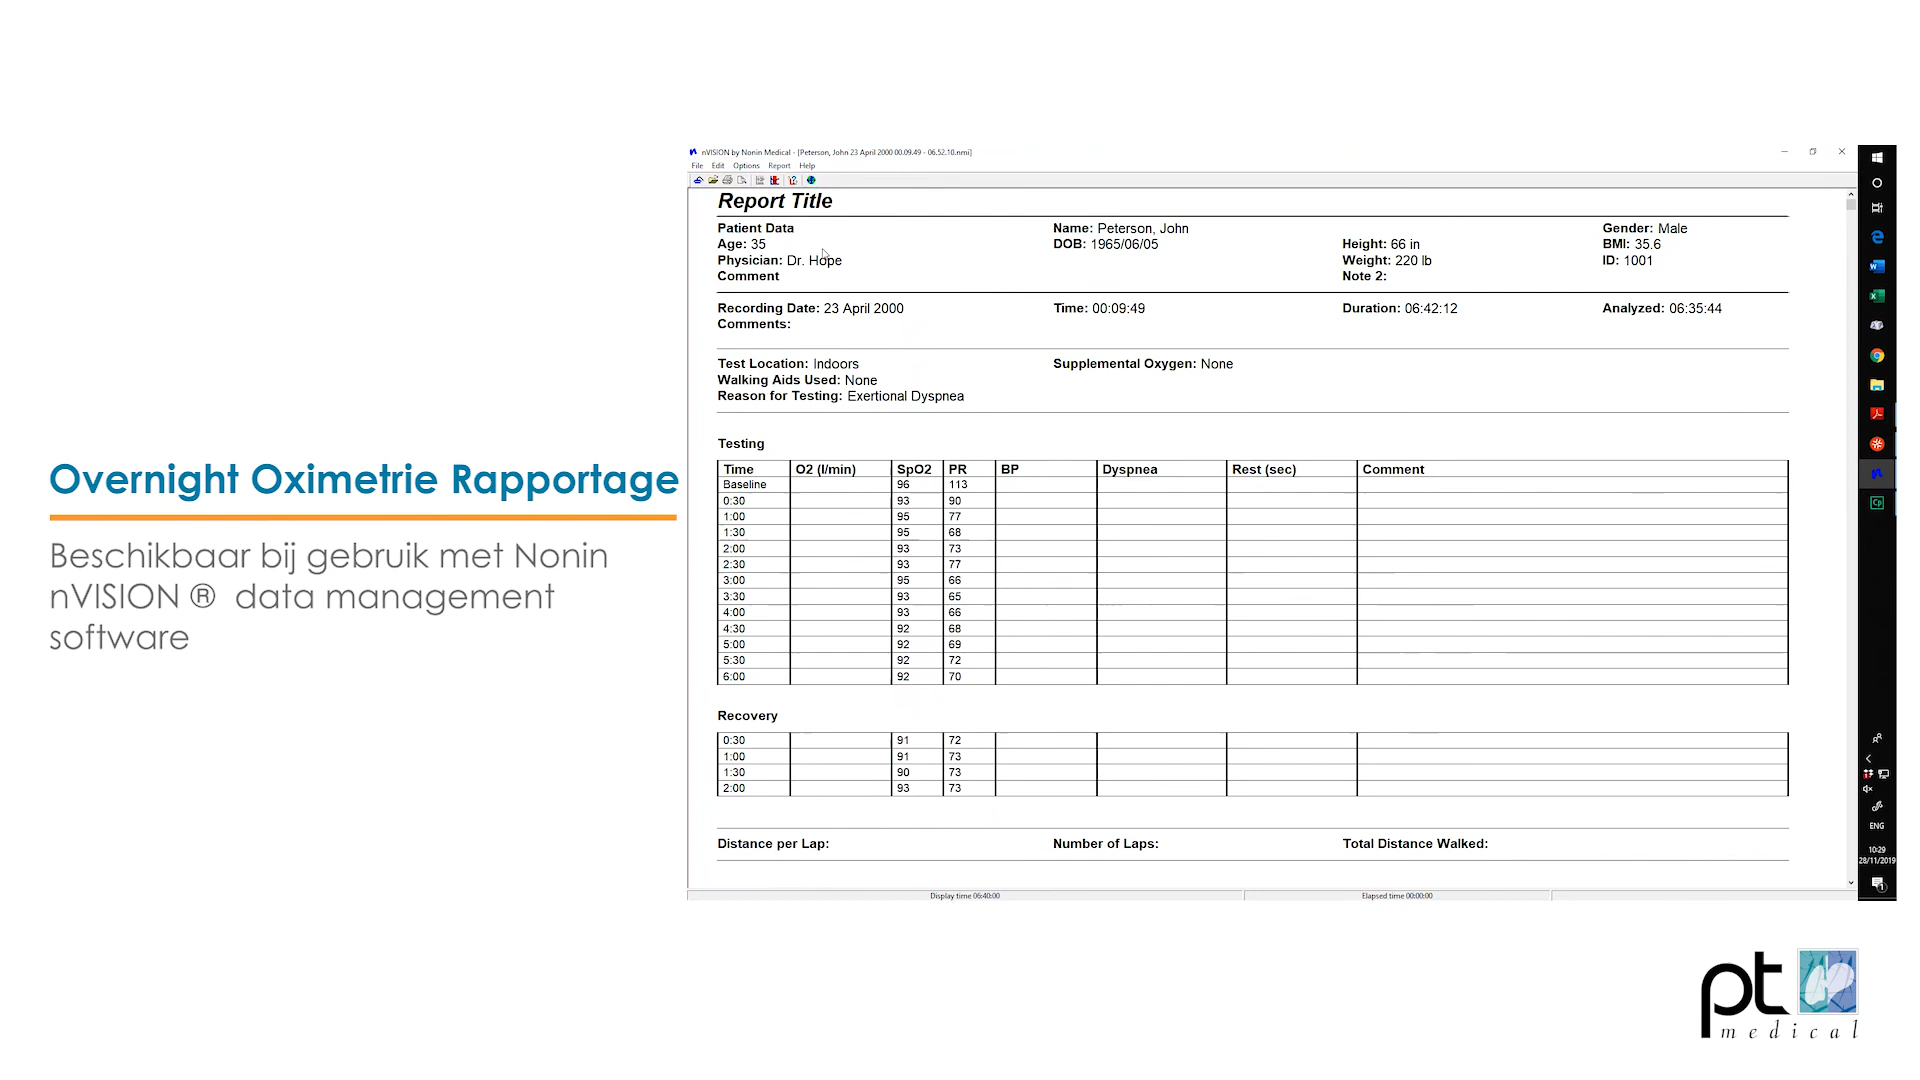 Overnight Oximetrie Rapportage
Beschikbaar bij gebruik met Nonin
nVISION ® data management
software
nVISION by Nonin Medical - [Peterson, John 23 April 2000 00.09.49 - 06.52.10.nmi]
File Edit Options Report Help
Report Title
Patient Data Name: Peterson, John Gender: Male
Age: 35 DOB: 1965/06/05 Height: 66 in BMI: 35.6
Physician: Dr. Hope Weight: 220 lb ID: 1001
Comment Note 2:
Recording Date: 23 April 2000 Time: 00:09:49 Duration: 06:42:12 Analyzed: 06:35:44
Comments:
Test Location: Indoors Supplemental Oxygen: None
Walking Aids Used: None
Reason for Testing: Exertional Dyspnea
Testing
Time O2 (l/min) SpO2 PR BP Dyspnea Rest (sec) Comment
Baseline 96 113
0:30 93 90
1:00 95 77
1:30 95 68
2:00 93 73
2:30 93 77
3:00 95 66
3:30 93 65
4:00 93 66
4:30 92 68
5:00 92 69
5:30 92 72
6:00 92 70
Recovery
0:30 91 72
1:00 91 73
1:30 90 73
2:00 93 73
Distance per Lap: Number of Laps: Total Distance Walked:
Display time 06:40:00 Elapsed time 00:00:00
ENG
10:29
28/11/2019
pt
medical